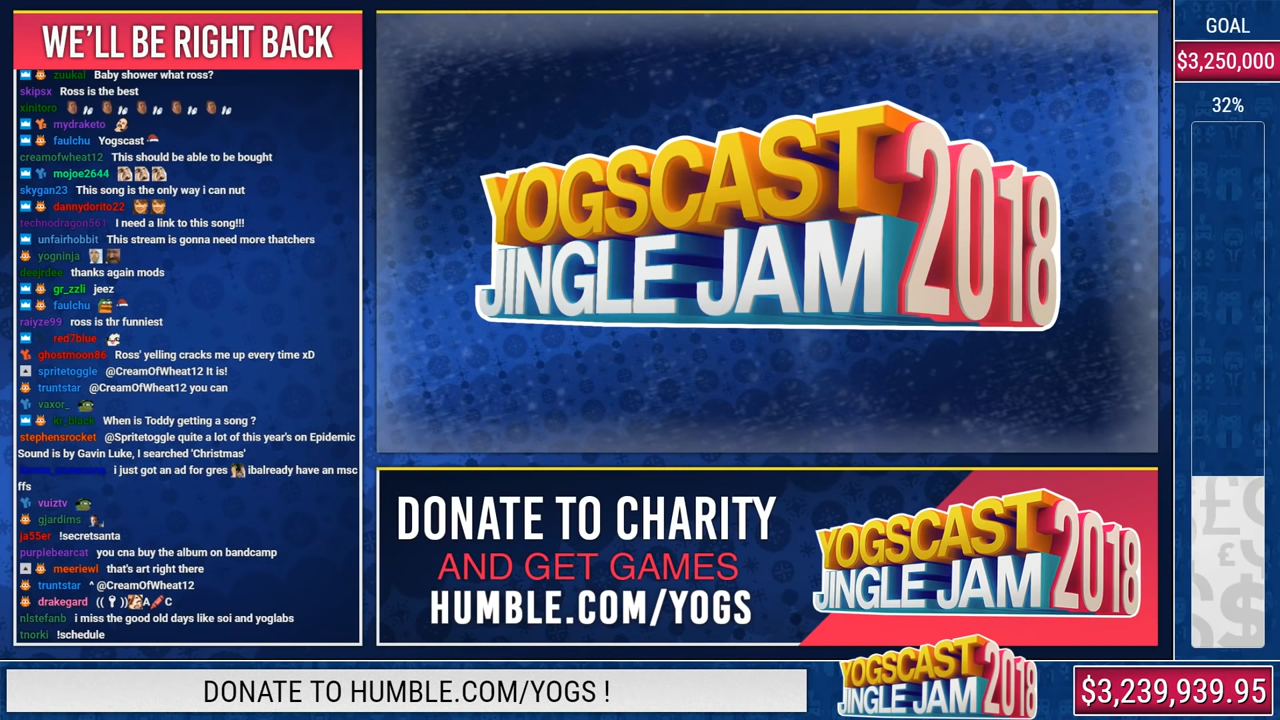 WE'LL BE RIGHT BACK
zuukal Baby shower what ross?
skipsx Ross is the best
xinitoro
mydraketo
faulchu Yogscast
creamofwheat12 This should be able to be bought
mojoe2644
skygan23 This song is the only way i can nut
dannydorito22
technodragon561 I need a link to this song!!!
unfairhobbit This stream is gonna need more thatchers
yogninja
deejrdee thanks again mods
gr_zzli jeez
faulchu
raiyze99 ross is thr funniest
red7blue
ghostmoon86 Ross' yelling cracks me up every time xD
spritetoggle @CreamOfWheat12 It is!
truntstar @CreamOfWheat12 you can
vaxor_
When is Toddy getting a song ?
stephensrocket @Spritetoggle quite a lot of this year's on Epidemic
Sound is by Gavin Luke, I searched 'Christmas'
i just got an ad for gres ibalready have an msc
ffs
vuiztv
gjardims
ja55er !secretsanta
purplebearcat you cna buy the album on bandcamp
meeriewl that's art right there
truntstar ^ @CreamOfWheat12
drakegard (( )) A C
nlstefanb i miss the good old days like soi and yoglabs
tnorki !schedule
YOGSCAST
JINGLE JAM 2018
DONATE TO CHARITY
AND GET GAMES
HUMBLE.COM/YOGS
YOGSCAST
JINGLE JAM 2018
GOAL
$3,250,000
32%
DONATE TO HUMBLE.COM/YOGS !
YOGSCAST
JINGLE JAM 2018
$3,239,939.95